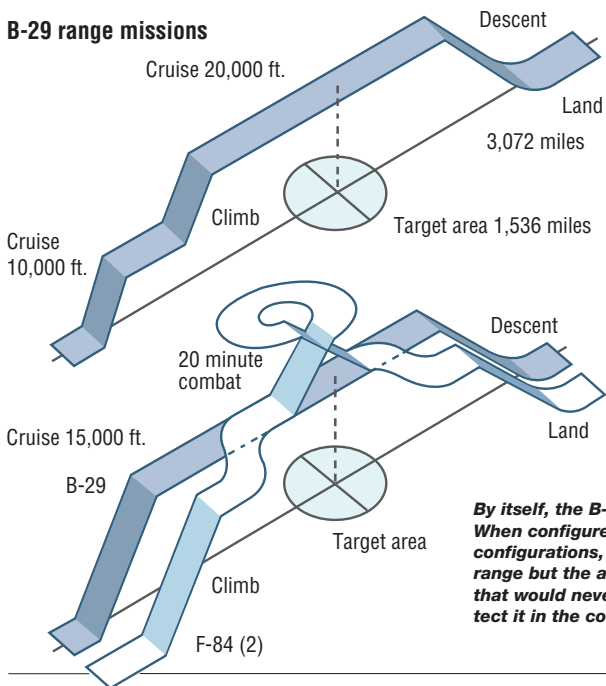 B-29 range missions
Descent
Cruise 20,000 ft.
Land
3,072 miles
Climb
Target area 1,536 miles
Cruise
10,000 ft.
Descent
20 minute
combat
Land
Cruise 15,000 ft.
B-29
Target area
Climb
F-84 (2)
By itself, the B-
When configure
configurations,
range but the a
that would neve
tect it in the co